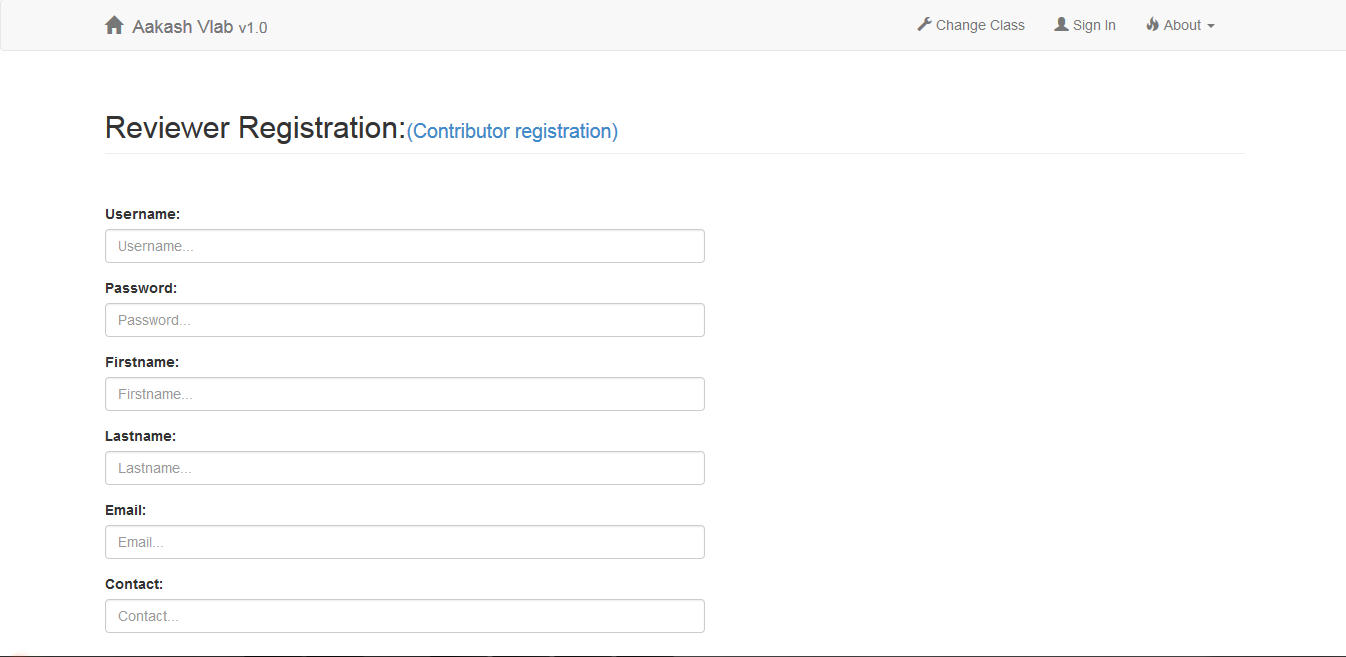 Aakash Vlab v1.0 Change Class Sign In About
Reviewer Registration:(Contributor registration)
Username:
Username...
Password:
Password...
Firstname:
Firstname...
Lastname:
Lastname...
Email:
Email...
Contact:
Contact...